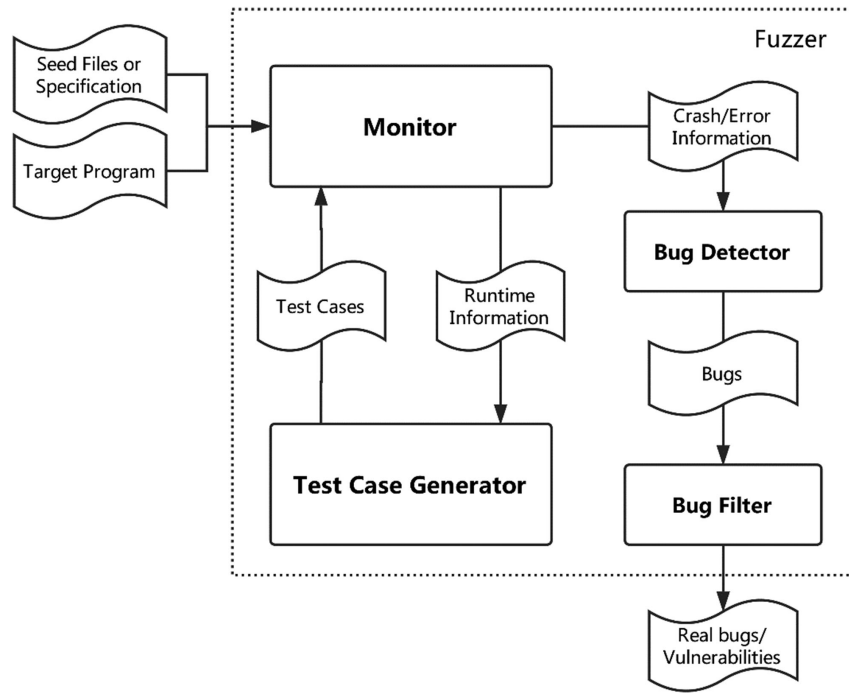 Fuzzer
Seed Files or
Specification
Target Program
Monitor
Crash/Error
Information
Test Cases
Runtime
Information
Bug Detector
Bugs
Test Case Generator
Bug Filter
Real bugs/
Vulnerabilities